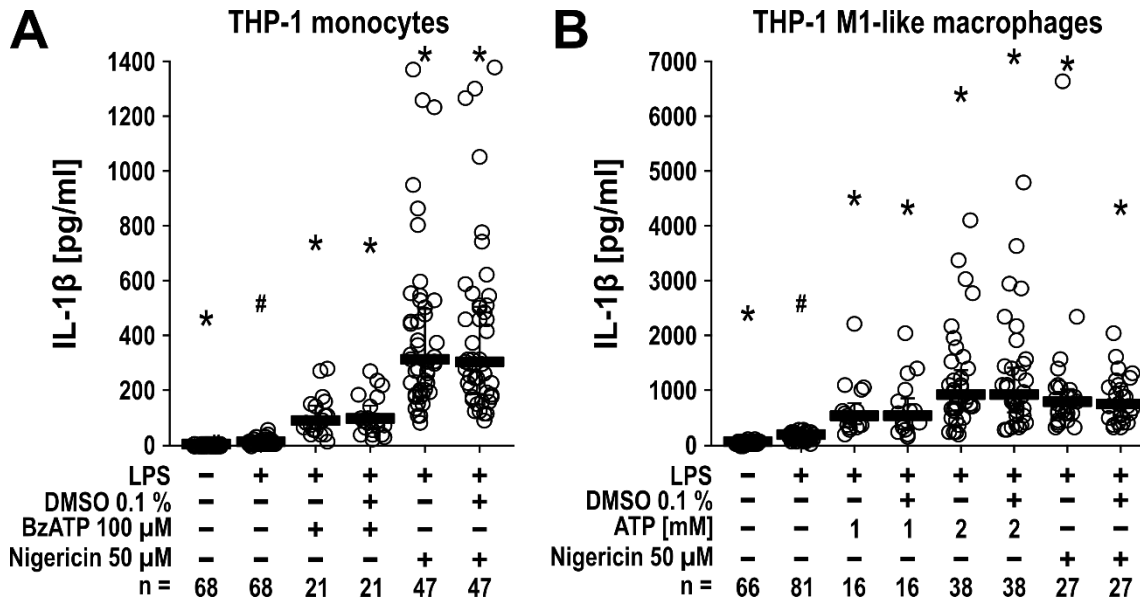 A THP-1 monocytes
IL-1β [pg/ml]
1400
1200
1000
800
600
400
200
0
* # * * * *
LPS − + + + + +
DMSO 0.1 % − − − + − +
BzATP 100 µM − − + + − −
Nigericin 50 µM − − − − + +
n = 68 68 21 21 47 47
B THP-1 M1-like macrophages
IL-1β [pg/ml]
7000
6000
5000
4000
3000
2000
1000
0
* # * * * * * *
LPS − + + + + + + +
DMSO 0.1 % − − − + − + − +
ATP [mM] − − 1 1 2 2 − −
Nigericin 50 µM − − − − − − + +
n = 66 81 16 16 38 38 27 27